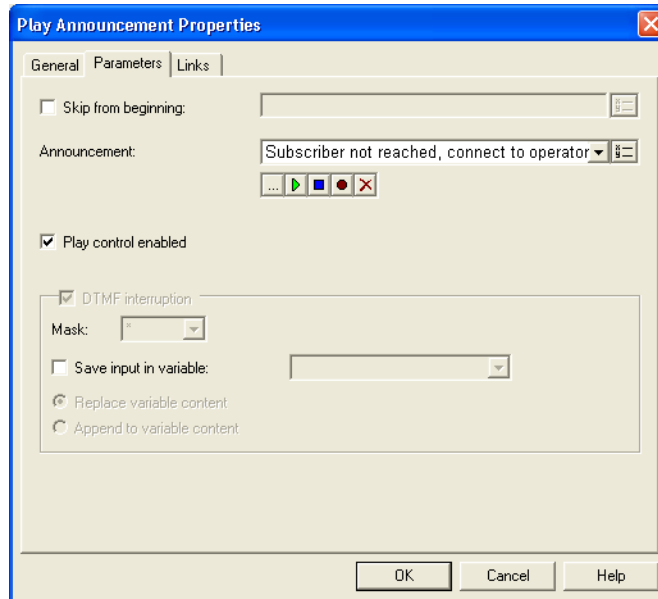 Play Announcement Properties
General Parameters Links
Skip from beginning:
Announcement: Subscriber not reached, connect to operator
...
Play control enabled
DTMF interruption
Mask: *
Save input in variable:
Replace variable content
Append to variable content
OK Cancel Help